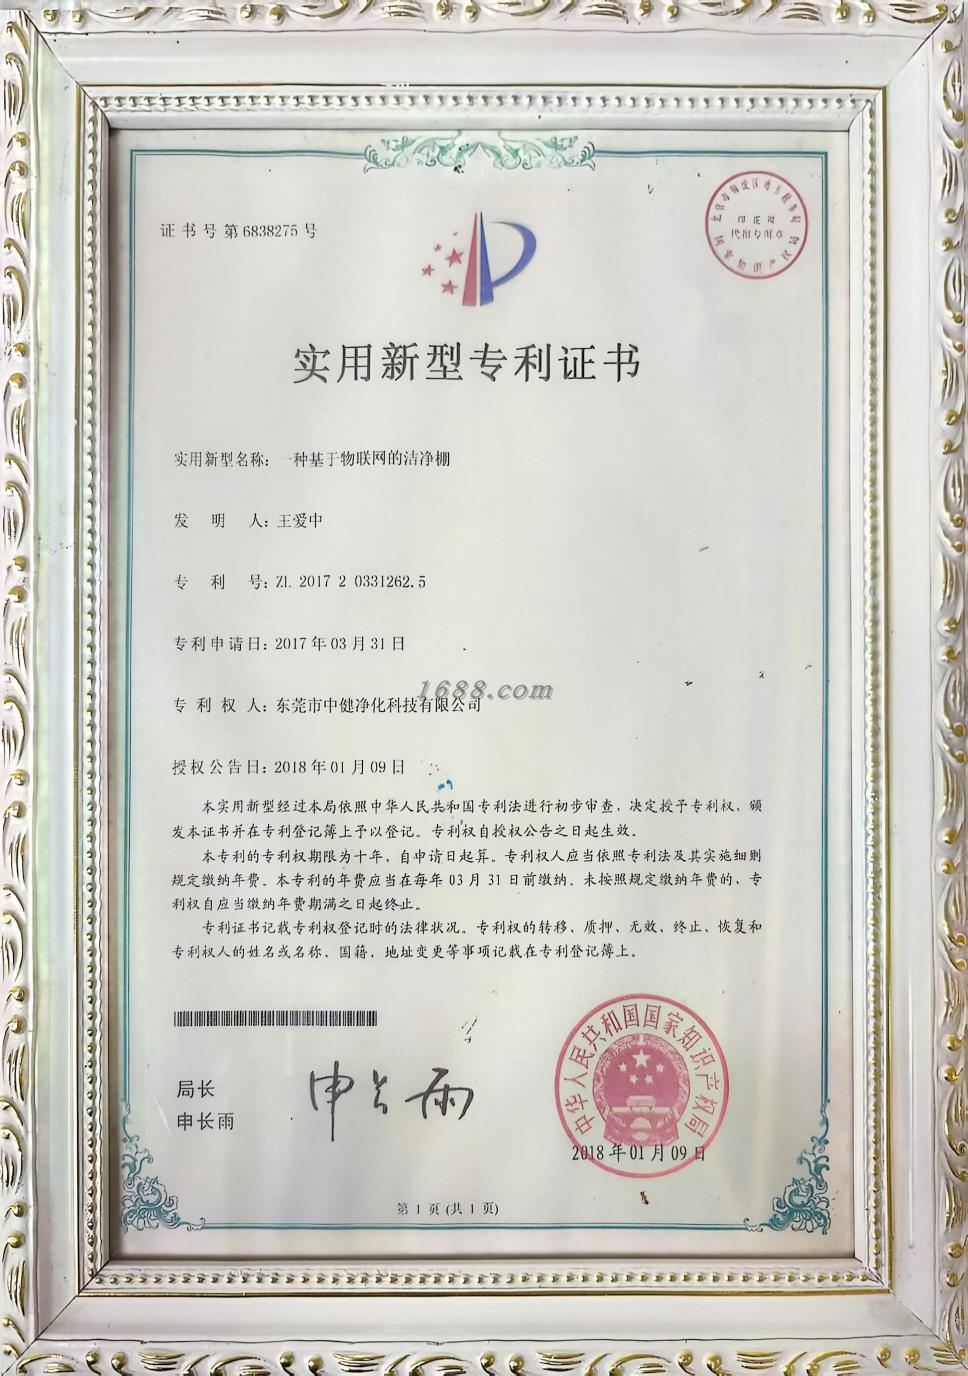 证书号第6838275号
实用新型专利证书
实用新型名称：一种基于物联网的洁净棚
发明人：王爱中
专利号：ZL 2017 2 0331262.5
专利申请日：2017年03月31日
1688.com
专利权人：东莞市中健净化科技有限公司
授权公告日：2018年01月09日
本实用新型经过本局依照中华人民共和国专利法进行初步审查，决定授予专利权，颁
发本证书并在专利登记簿上予以登记。专利权自授权公告之日起生效。
本专利的专利权期限为十年，自申请日起算。专利权人应当依照专利法及其实施细则
规定缴纳年费。本专利的年费应当在每年03月31日前缴纳。未按照规定缴纳年费的，专
利权自应当缴纳年费期满之日起终止。
专利证书记载专利权登记时的法律状况。专利权的转移、质押、无效、终止、恢复和
专利权人的姓名或名称、国籍、地址变更等事项记载在专利登记簿上。
局长
申长雨
申长雨
中华人民共和国国家知识产权局
2018年01月09日
第1页(共1页)